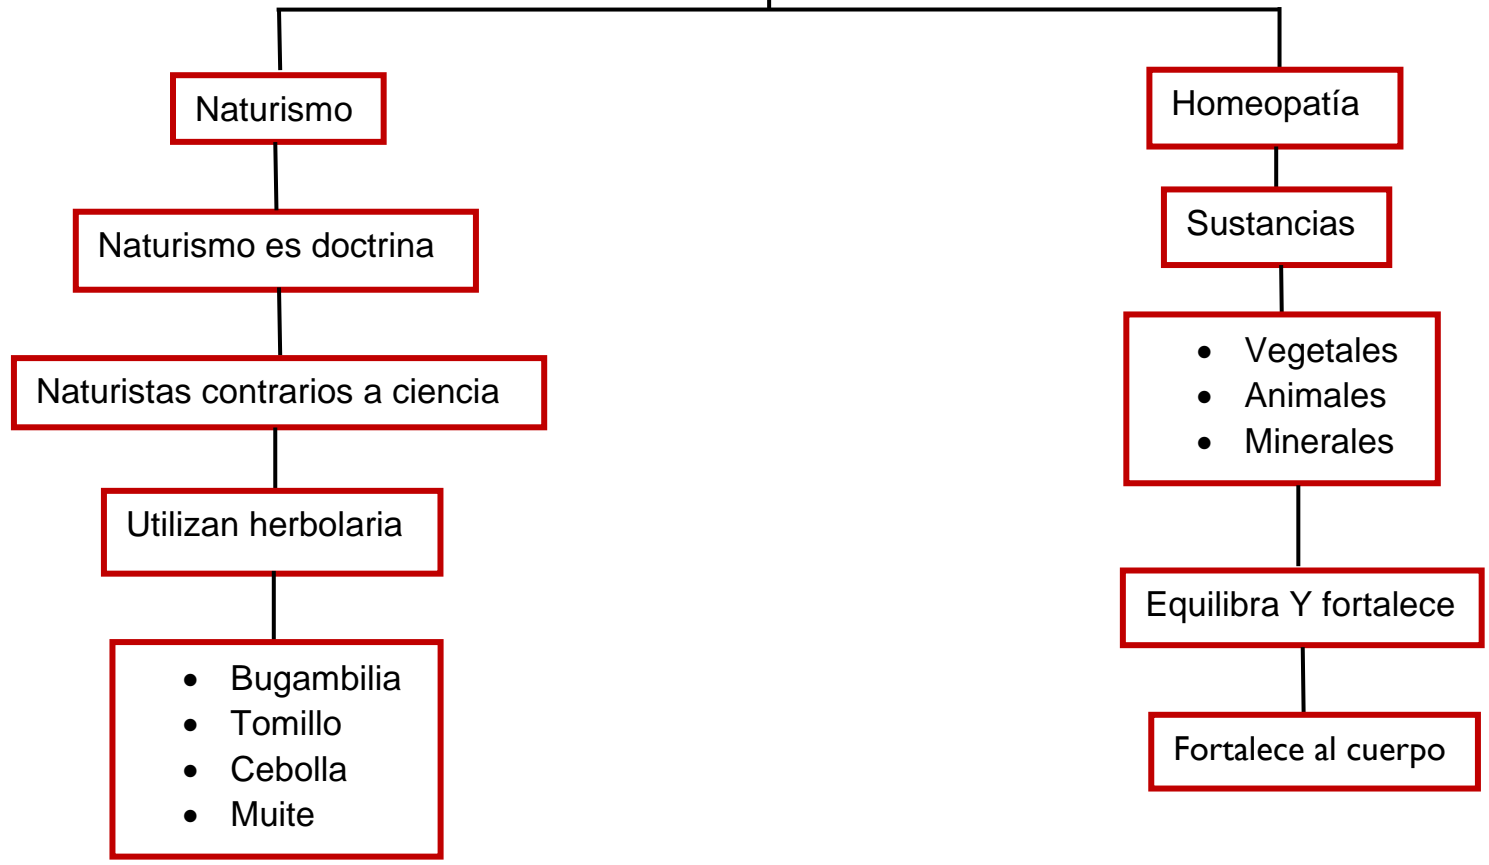 Naturismo
Naturismo es doctrina
Naturistas contrarios a ciencia
Utilizan herbolaria
• Bugambilia
• Tomillo
• Cebolla
• Muite
Homeopatía
Sustancias
• Vegetales
• Animales
• Minerales
Equilibra Y fortalece
Fortalece al cuerpo